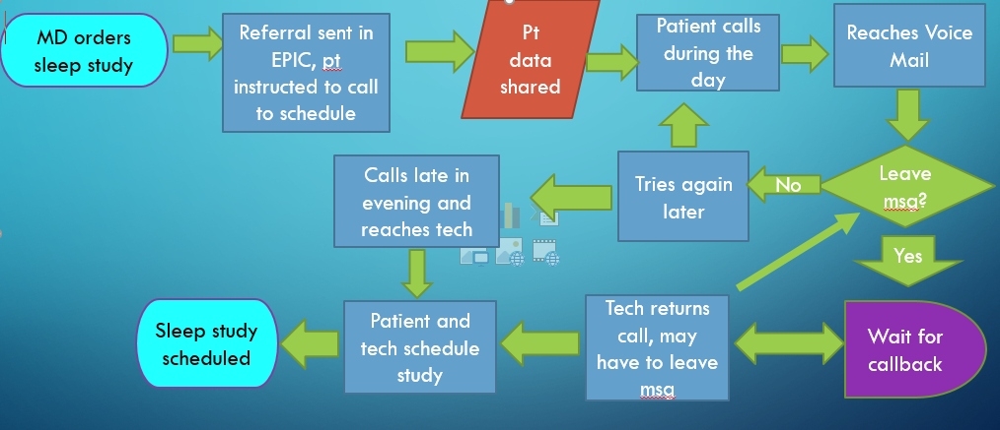 MD orders
sleep study
Referral sent in
EPIC, pt
instructed to call
to schedule
Pt
data
shared
Patient calls
during the
day
Reaches Voice
Mail
Leave
msg?
No
Tries again
later
Calls late in
evening and
reaches tech
Yes
Wait for
callback
Tech returns
call, may
have to leave
msg
Patient and
tech schedule
study
Sleep study
scheduled